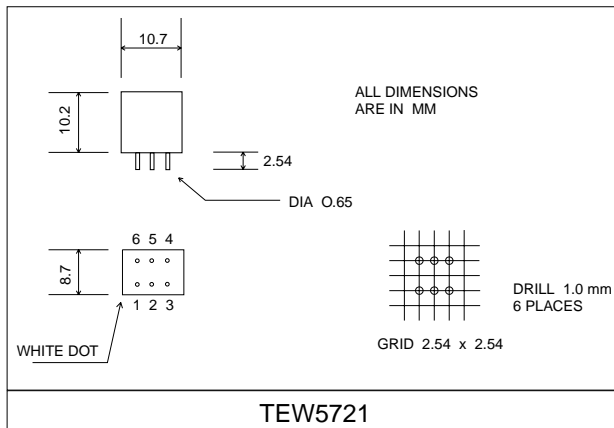 10.7
ALL DIMENSIONS
ARE IN MM
10.2
2.54
DIA O.65
6 5 4
8.7
1 2 3
DRILL 1.0 mm
6 PLACES
WHITE DOT
GRID 2.54 x 2.54
TEW5721